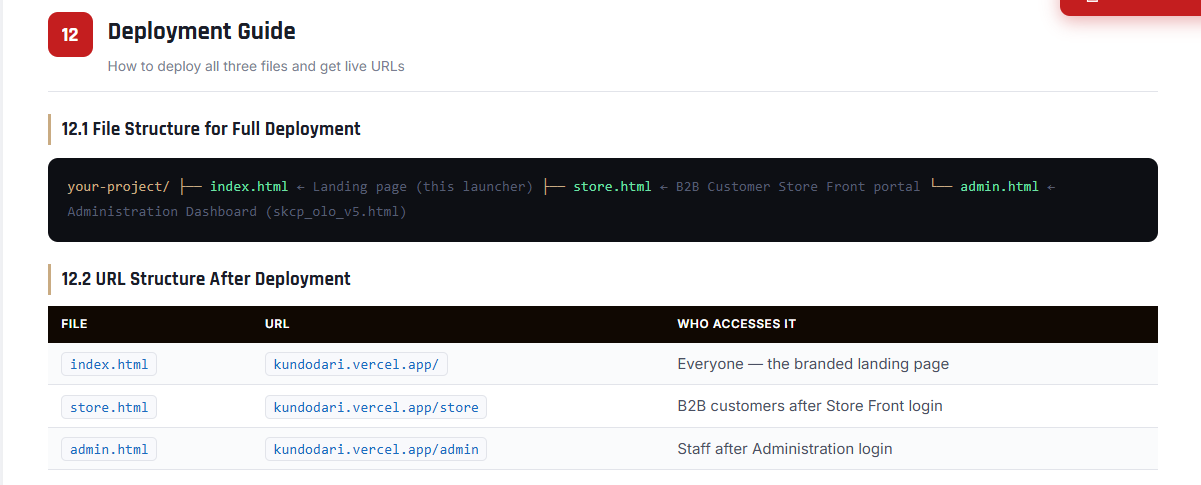 12
Deployment Guide
How to deploy all three files and get live URLs
12.1 File Structure for Full Deployment
your-project/ ├── index.html ← Landing page (this launcher) ├── store.html ← B2B Customer Store Front portal └── admin.html ←
Administration Dashboard (skcp_olo_v5.html)
12.2 URL Structure After Deployment
FILE URL WHO ACCESSES IT
index.html kundodari.vercel.app/ Everyone — the branded landing page
store.html kundodari.vercel.app/store B2B customers after Store Front login
admin.html kundodari.vercel.app/admin Staff after Administration login